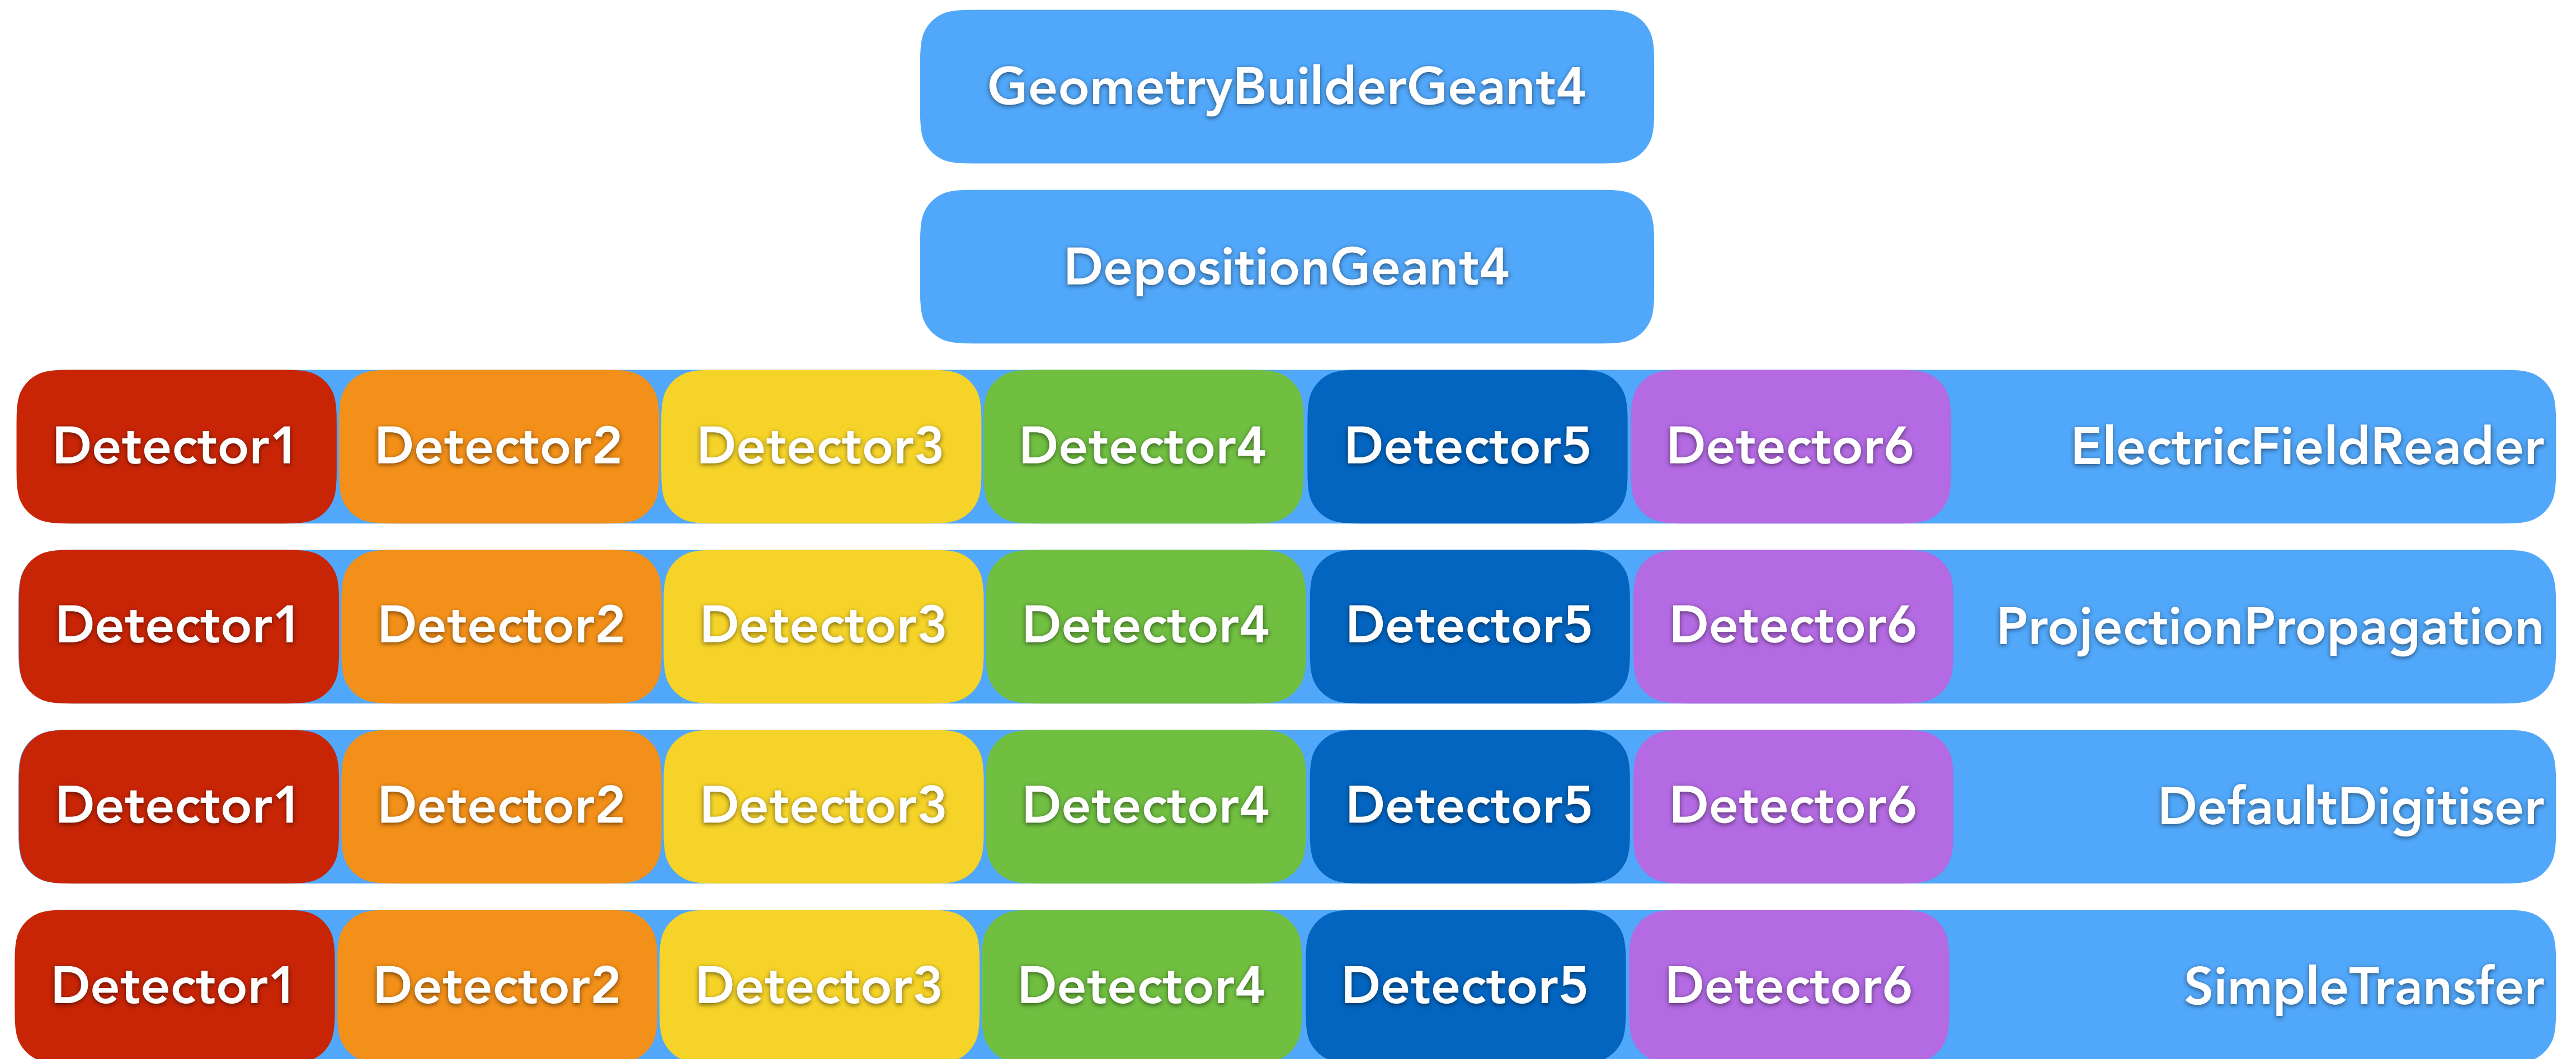 GeometryBuilderGeant4
DepositionGeant4
Detector1 Detector2 Detector3 Detector4 Detector5 Detector6 ElectricFieldReader
Detector1 Detector2 Detector3 Detector4 Detector5 Detector6 ProjectionPropagation
Detector1 Detector2 Detector3 Detector4 Detector5 Detector6 DefaultDigitiser
Detector1 Detector2 Detector3 Detector4 Detector5 Detector6 SimpleTransfer